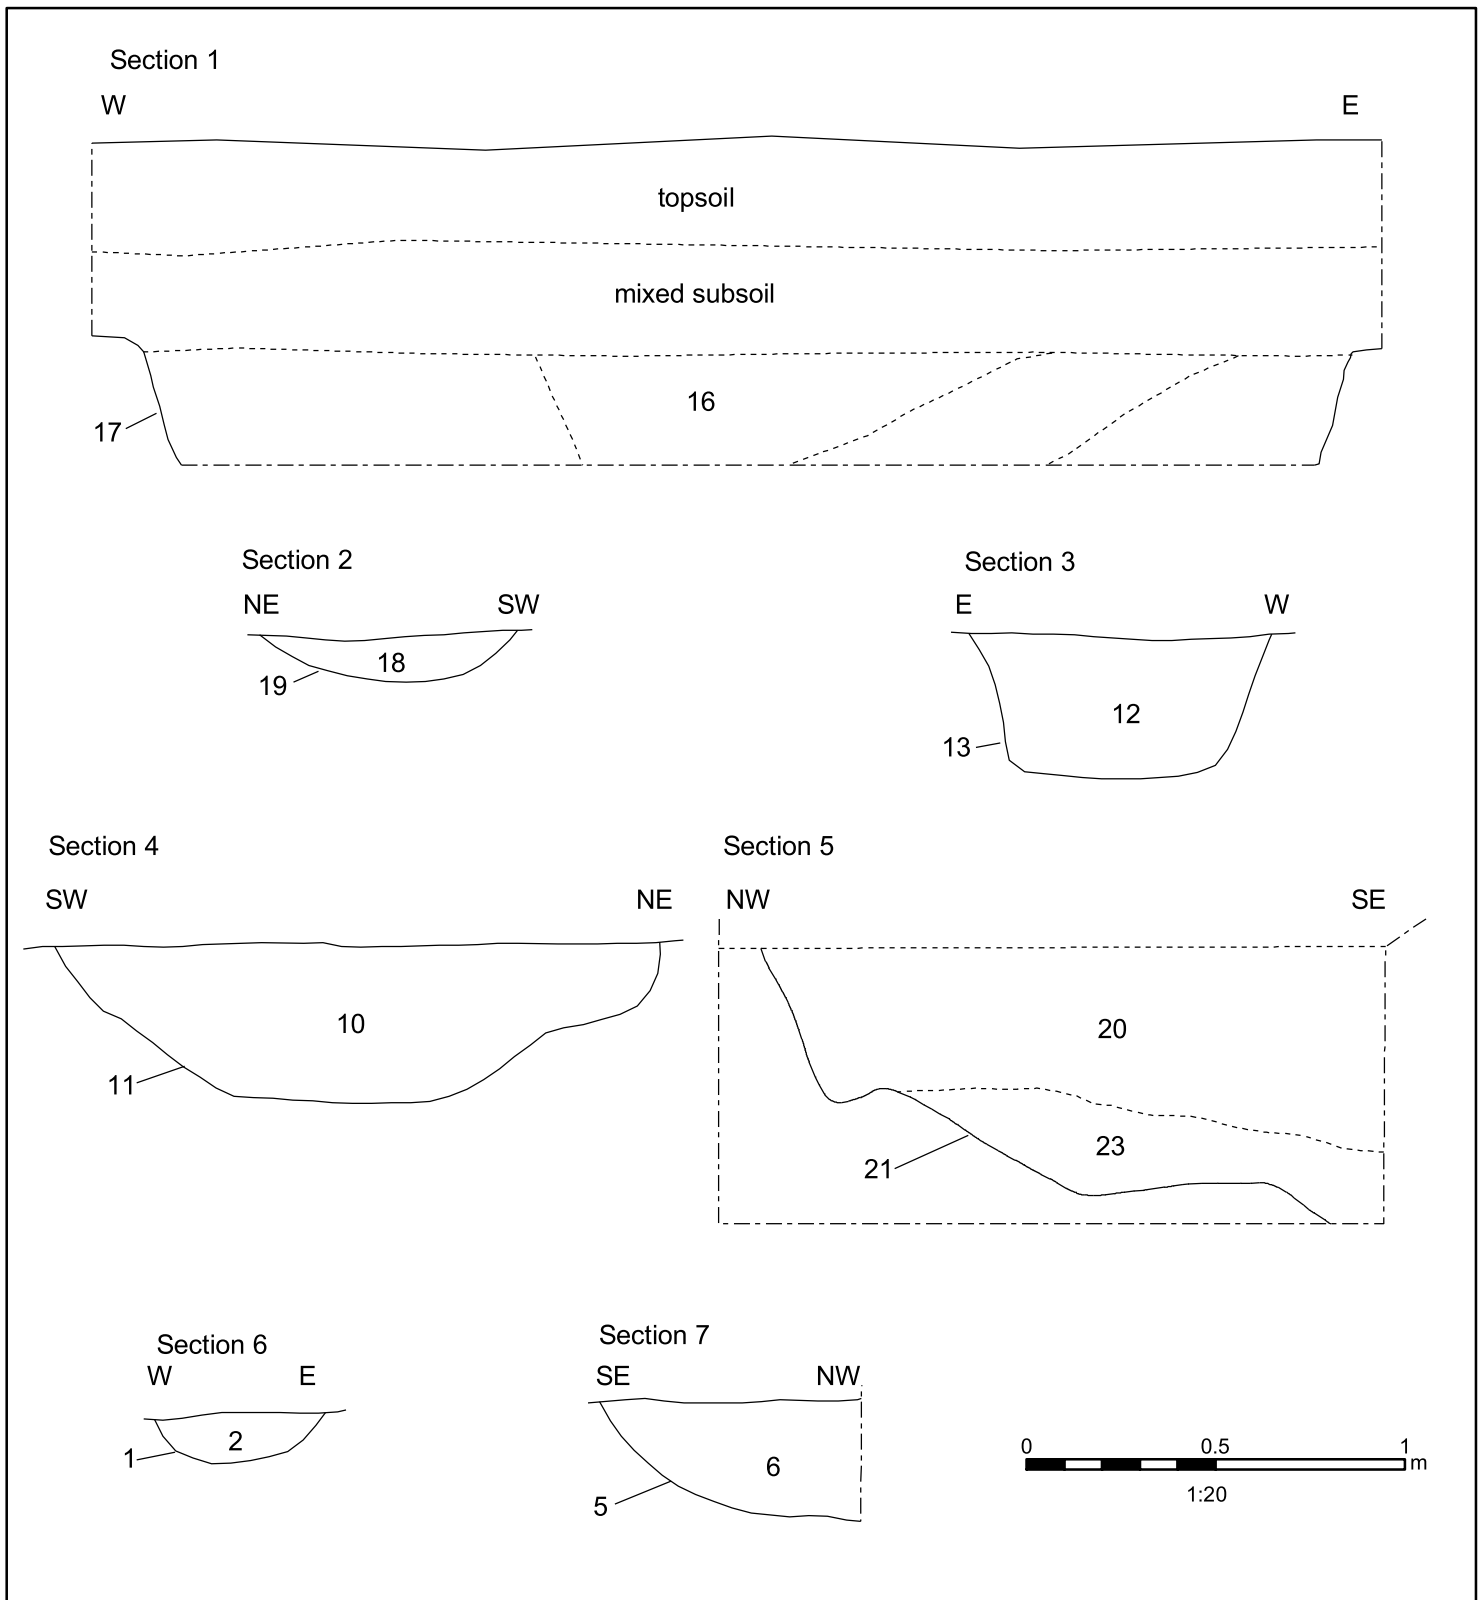 Section 1
W E
topsoil
mixed subsoil
16
17
Section 2
NE SW
18
19
Section 3
E W
12
13
Section 4
SW NE
10
11
Section 5
NW SE
20
23
21
Section 6
W E
2
1
Section 7
SE NW
6
5
0 0.5 1
m
1:20